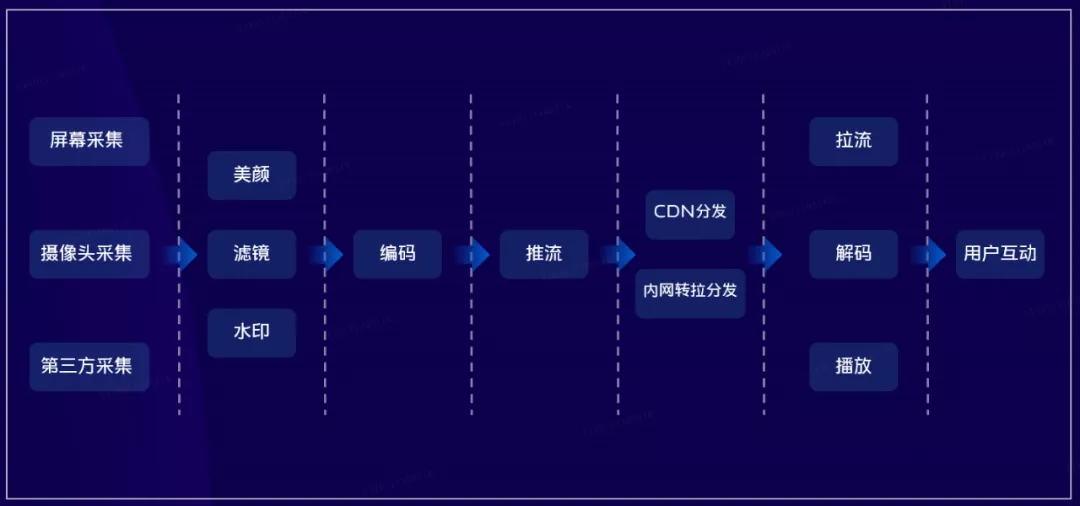 屏幕采集
摄像头采集
第三方采集
美颜
滤镜
水印
编码
推流
CDN分发
内网转拉分发
拉流
解码
播放
用户互动